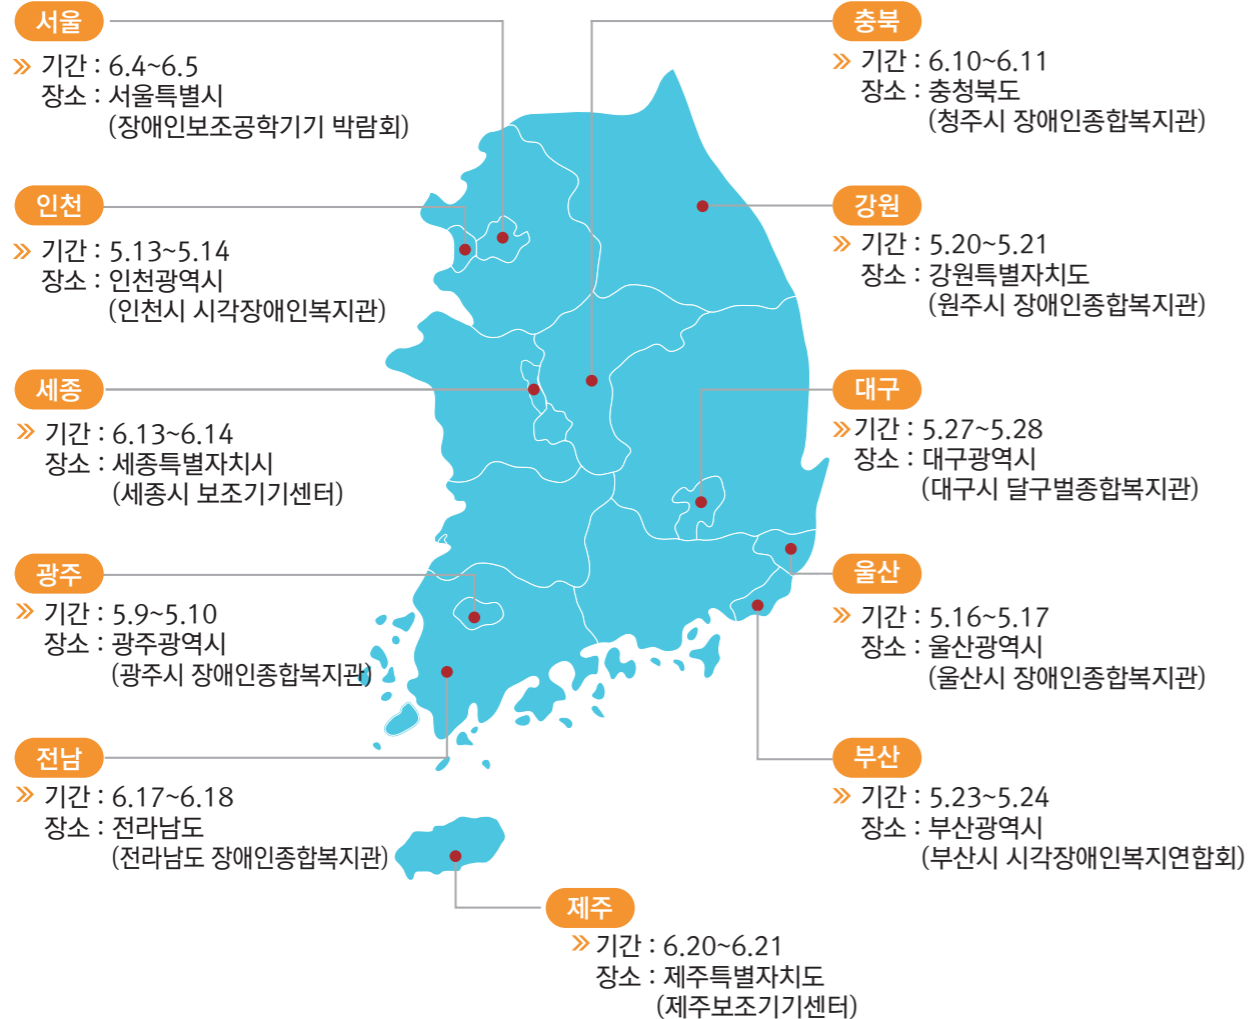 서울
» 기간 : 6.4~6.5
장소 : 서울특별시
(장애인보조공학기기 박람회)
인천
» 기간 : 5.13~5.14
장소 : 인천광역시
(인천시 시각장애인복지관)
세종
» 기간 : 6.13~6.14
장소 : 세종특별자치시
(세종시 보조기기센터)
광주
» 기간 : 5.9~5.10
장소 : 광주광역시
(광주시 장애인종합복지관)
전남
» 기간 : 6.17~6.18
장소 : 전라남도
(전라남도 장애인종합복지관)
충북
» 기간 : 6.10~6.11
장소 : 충청북도
(청주시 장애인종합복지관)
강원
» 기간 : 5.20~5.21
장소 : 강원특별자치도
(원주시 장애인종합복지관)
대구
» 기간 : 5.27~5.28
장소 : 대구광역시
(대구시 달구벌종합복지관)
울산
» 기간 : 5.16~5.17
장소 : 울산광역시
(울산시 장애인종합복지관)
부산
» 기간 : 5.23~5.24
장소 : 부산광역시
(부산시 시각장애인복지연합회)
제주
» 기간 : 6.20~6.21
장소 : 제주특별자치도
(제주보조기기센터)